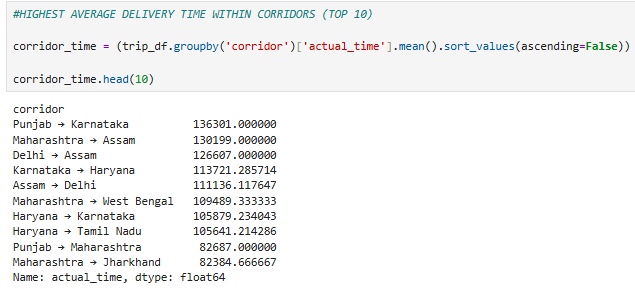 #HIGHEST AVERAGE DELIVERY TIME WITHIN CORRIDORS (TOP 10)
corridor_time = (trip_df.groupby('corridor')['actual_time'].mean().sort_values(ascending=False))
corridor_time.head(10)
corridor
Punjab → Karnataka 136301.000000
Maharashtra → Assam 130199.000000
Delhi → Assam 126607.000000
Karnataka → Haryana 113721.285714
Assam → Delhi 111136.117647
Maharashtra → West Bengal 109489.333333
Haryana → Karnataka 105879.234043
Haryana → Tamil Nadu 105641.214286
Punjab → Maharashtra 82687.000000
Maharashtra → Jharkhand 82384.666667
Name: actual_time, dtype: float64